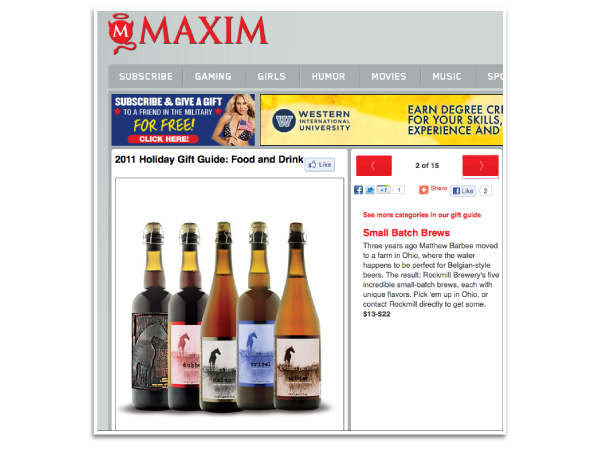 MAXIM
SUBSCRIBE GAMING GIRLS HUMOR MOVIES MUSIC SPO
SUBSCRIBE & GIVE A GIFT
TO A FRIEND IN THE MILITARY
FOR FREE!
CLICK HERE!
W WESTERN
INTERNATIONAL
UNIVERSITY
EARN DEGREE CRE
FOR YOUR SKILLS,
EXPERIENCE AND
2011 Holiday Gift Guide: Food and Drink
Like
2 of 15
1 Share Like 2
See more categories in our gift guide
Small Batch Brews
Three years ago Matthew Barbee moved
to a farm in Ohio, where the water
happens to be perfect for Belgian-style
beers. The result: Rockmill Brewery's five
incredible small-batch brews, each with
unique flavors. Pick 'em up in Ohio, or
contact Rockmill directly to get some.
$13-$22
dubbe
saison
tripel
witbier